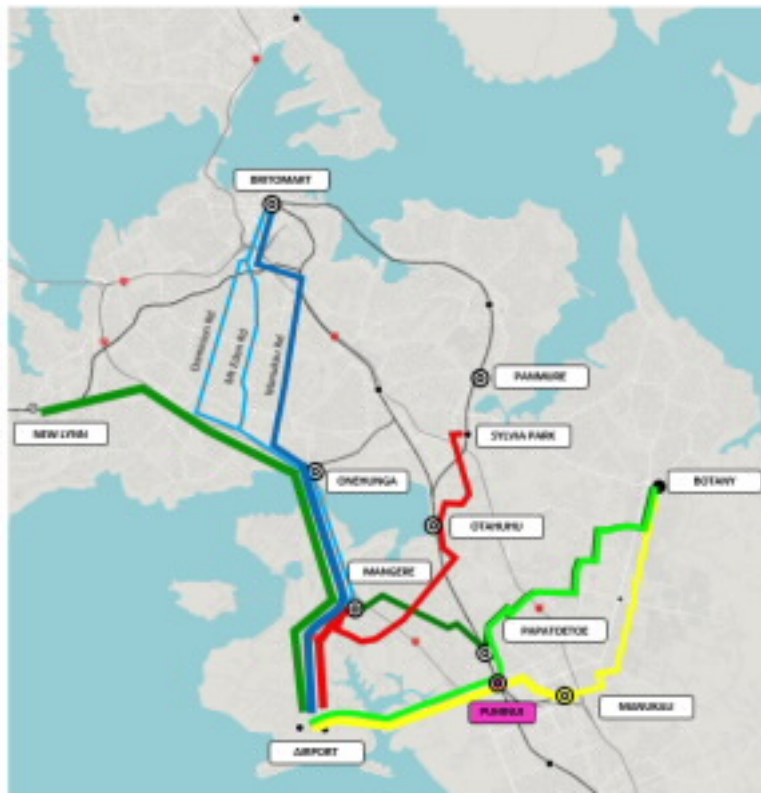 BRITOMART
Dominion Rd
Mt Eden Rd
Manukau Rd
PANMURE
NEW LYNN
SYLVIA PARK
ONEHUNGA
BOTANY
OTAHUHU
MANGERE
PAPATOETOE
PUHINUI
MANUKAU
AIRPORT